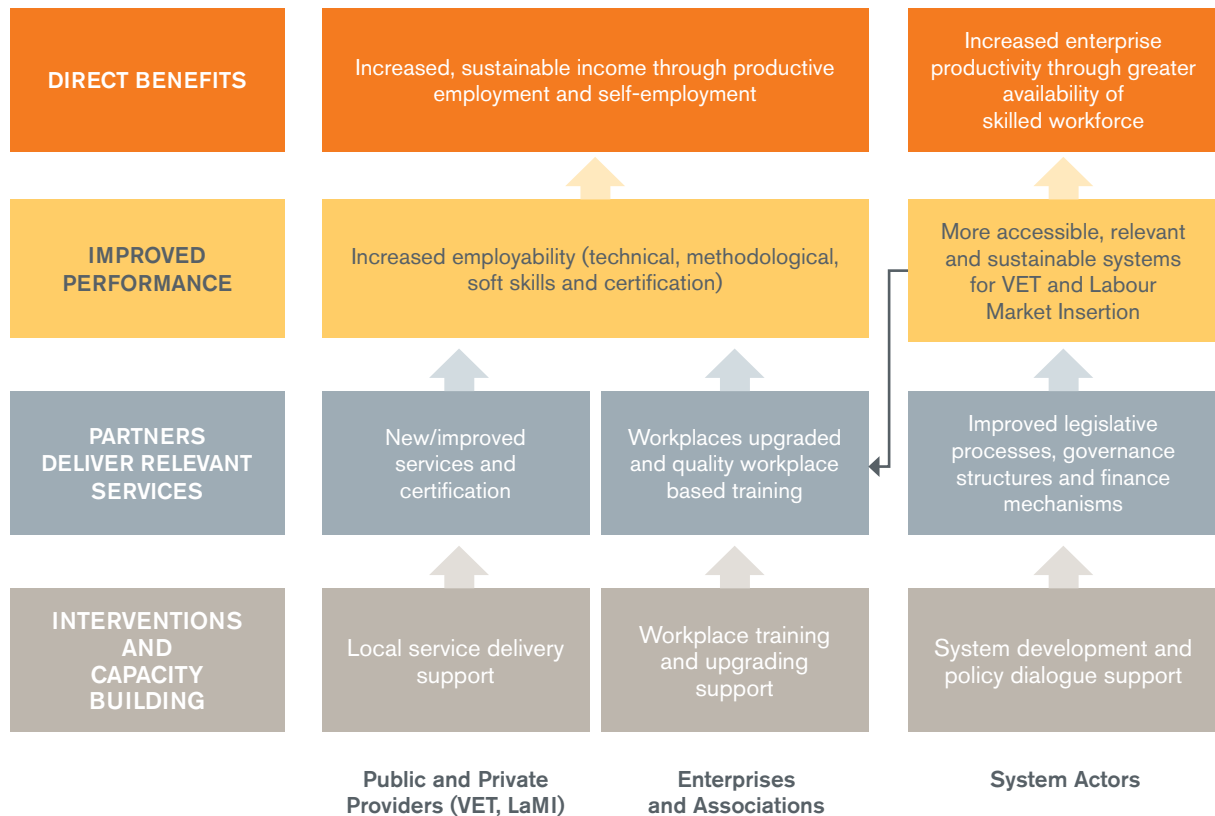 DIRECT BENEFITS
Increased, sustainable income through productive
employment and self-employment
Increased enterprise
productivity through greater
availability of
skilled workforce
IMPROVED
PERFORMANCE
Increased employability (technical, methodological,
soft skills and certification)
More accessible, relevant
and sustainable systems
for VET and Labour
Market Insertion
PARTNERS
DELIVER RELEVANT
SERVICES
New/improved
services and
certification
Workplaces upgraded
and quality workplace
based training
Improved legislative
processes, governance
structures and finance
mechanisms
INTERVENTIONS
AND
CAPACITY
BUILDING
Local service delivery
support
Workplace training
and upgrading
support
System development and
policy dialogue support
Public and Private
Providers (VET, LaMI)
Enterprises
and Associations
System Actors